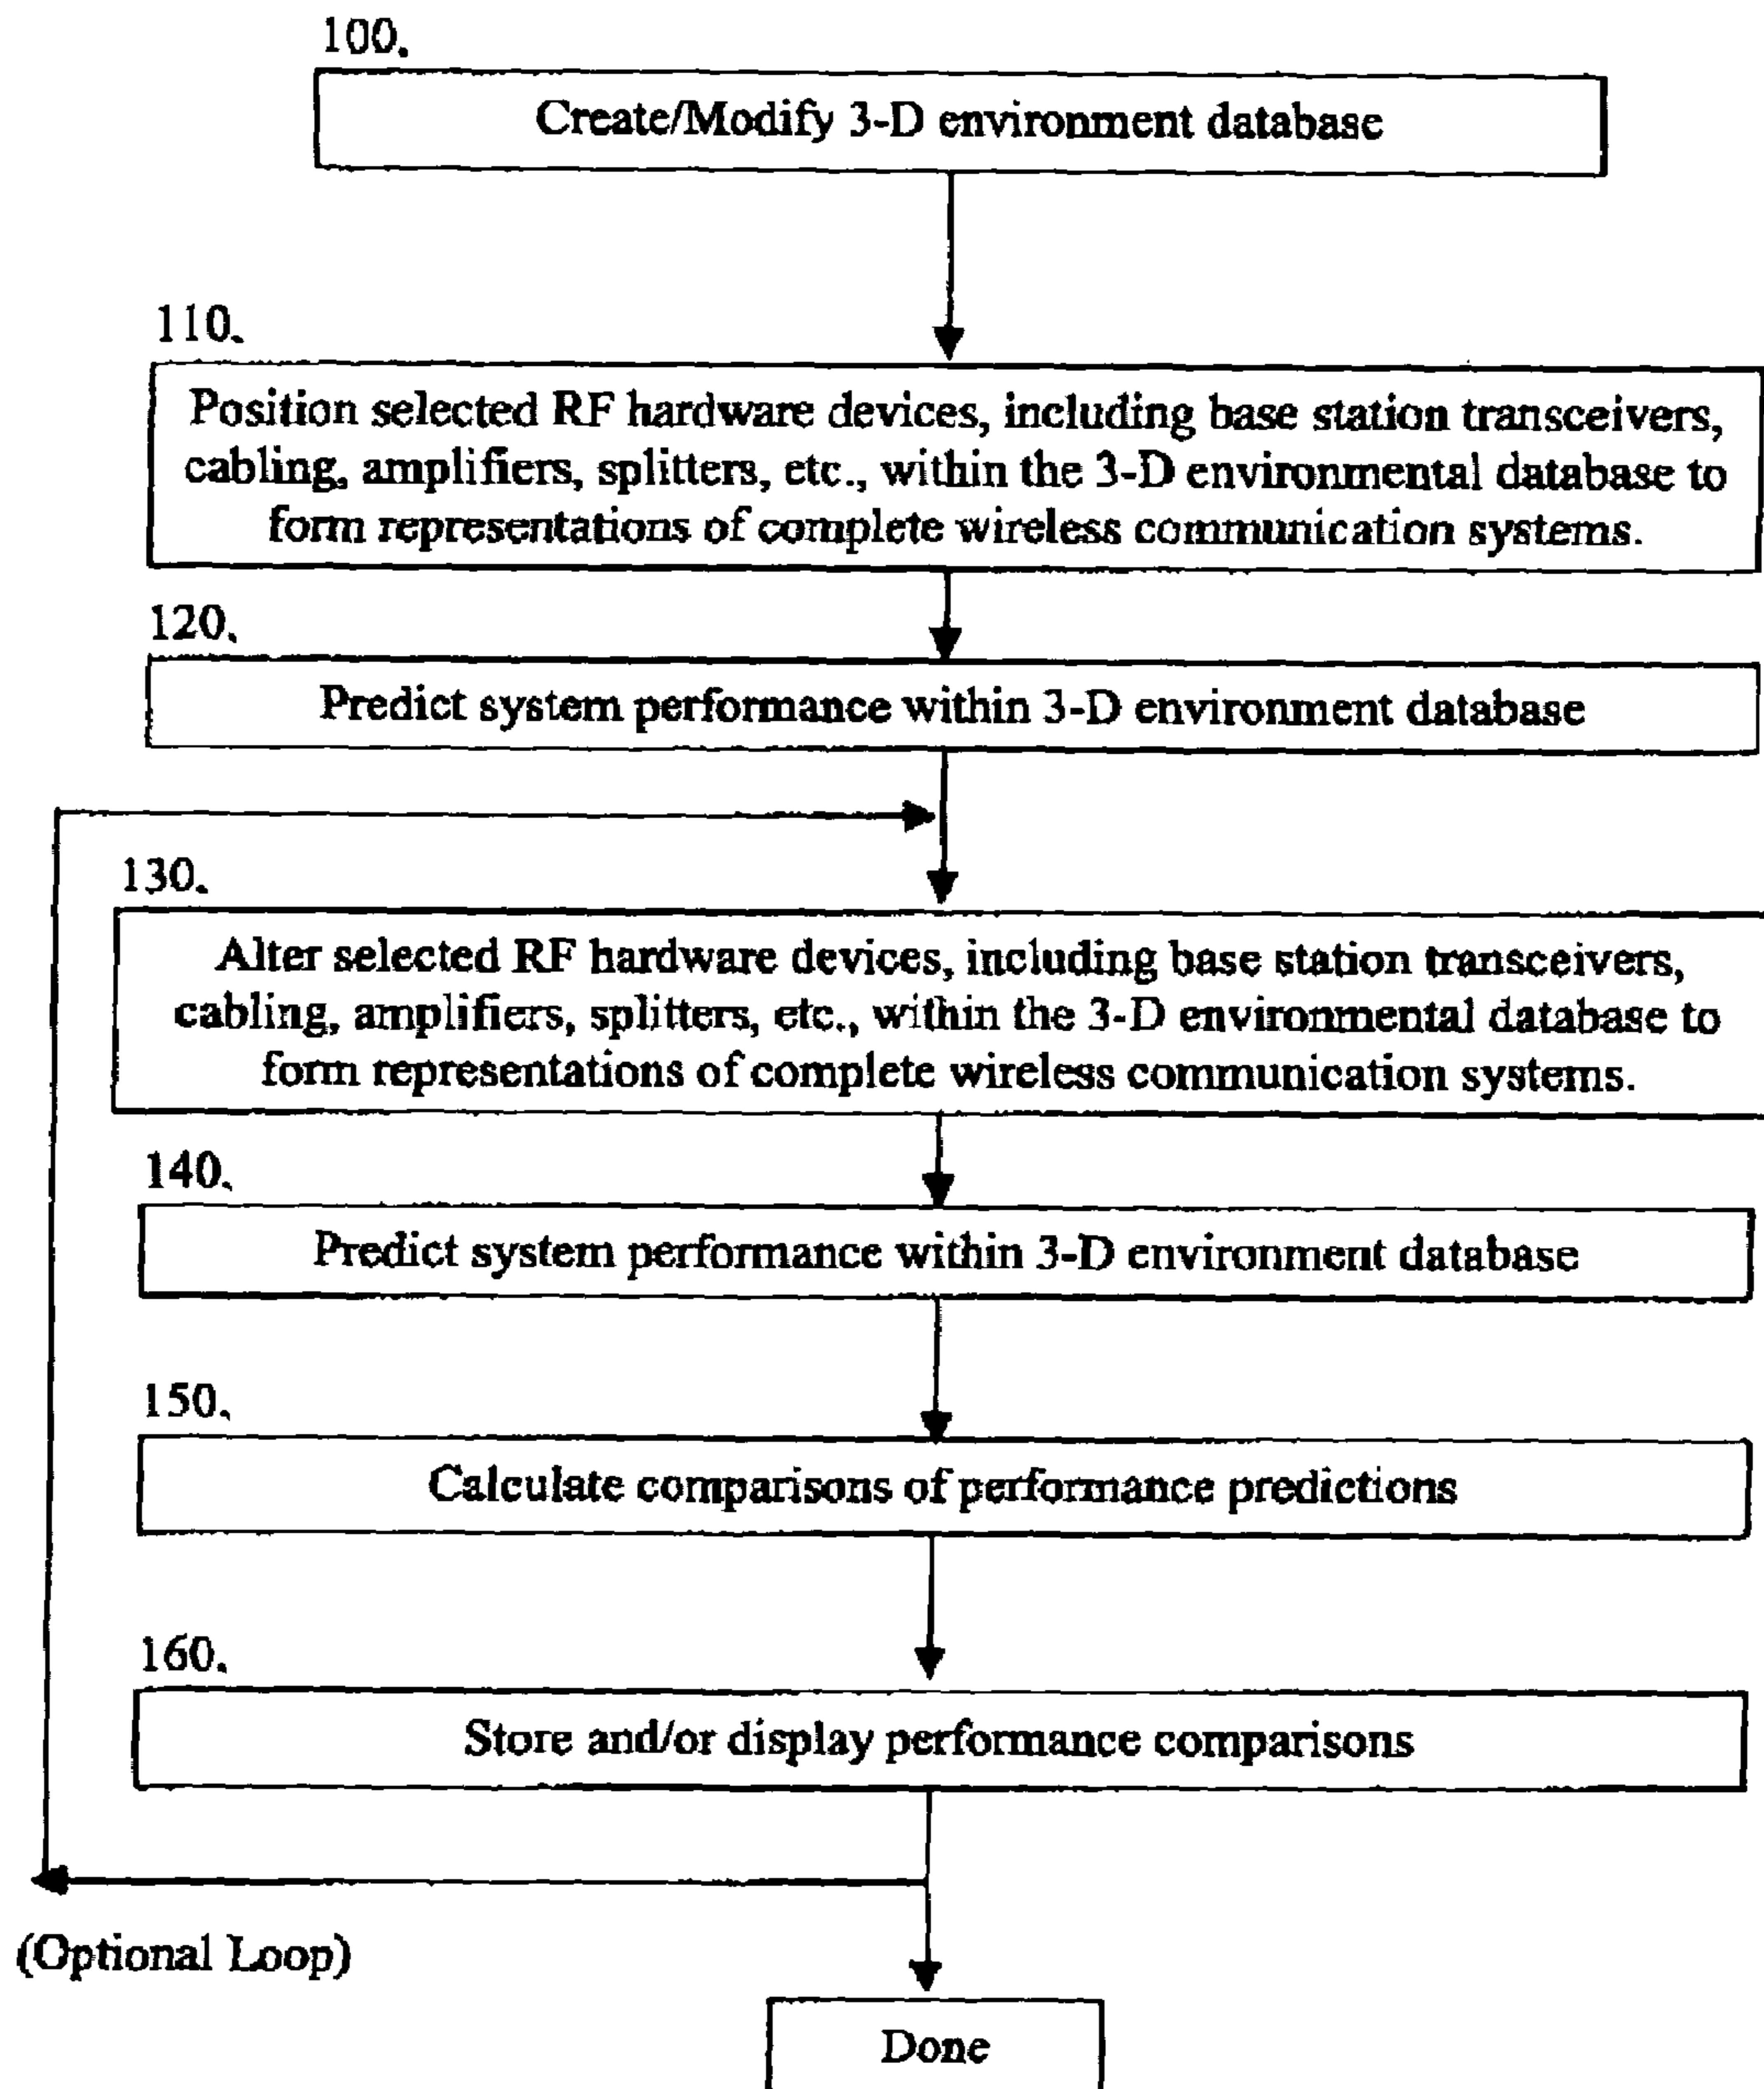 100.
Create/Modify 3-D environment database
110.
Position selected RF hardware devices, including base station transceivers,
cabling, amplifiers, splitters, etc., within the 3-D environmental database to
form representations of complete wireless communication systems.
120.
Predict system performance within 3-D environment database
130.
Alter selected RF hardware devices, including base station transceivers,
cabling, amplifiers, splitters, etc., within the 3-D environmental database to
form representations of complete wireless communication systems.
140.
Predict system performance within 3-D environment database
150.
Calculate comparisons of performance predictions
160.
Store and/or display performance comparisons
(Optional Loop)
Done